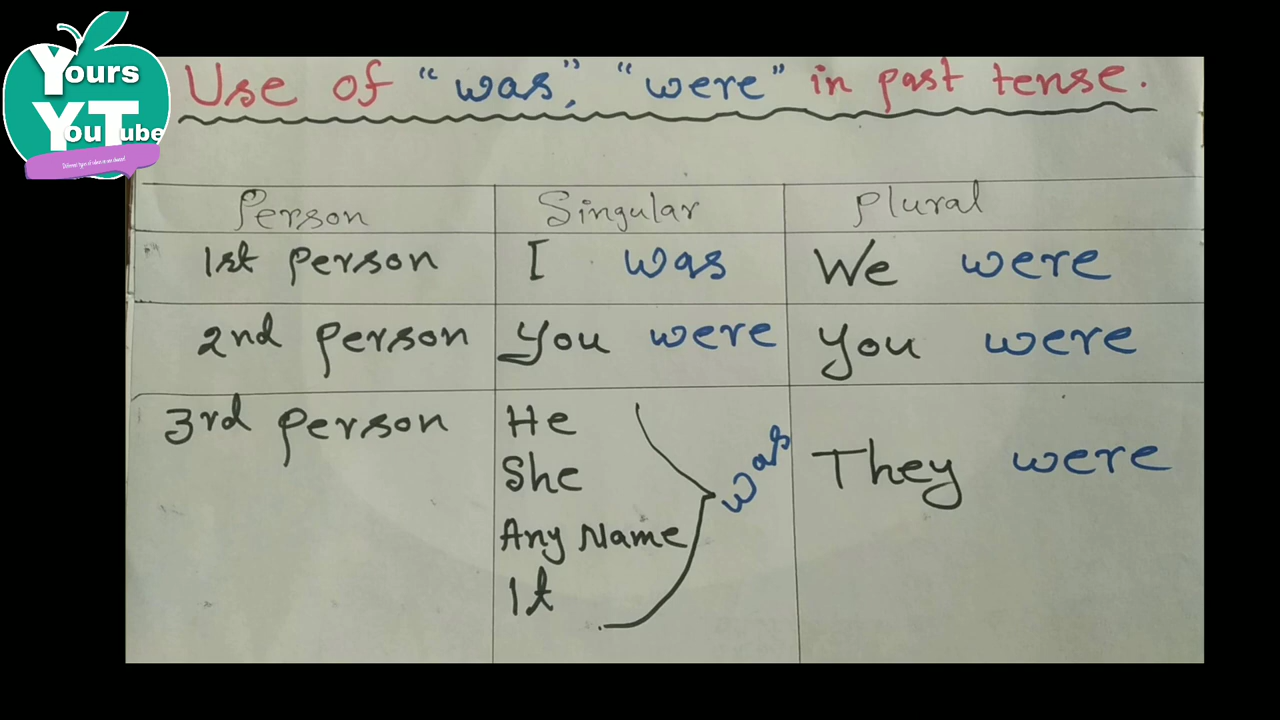 Yours
YouTube
Use of "was", "were" in past tense.
Person Singular Plural
1st person I was We were
2nd person You were You were
3rd person He
She
Any Name
It
was
They were